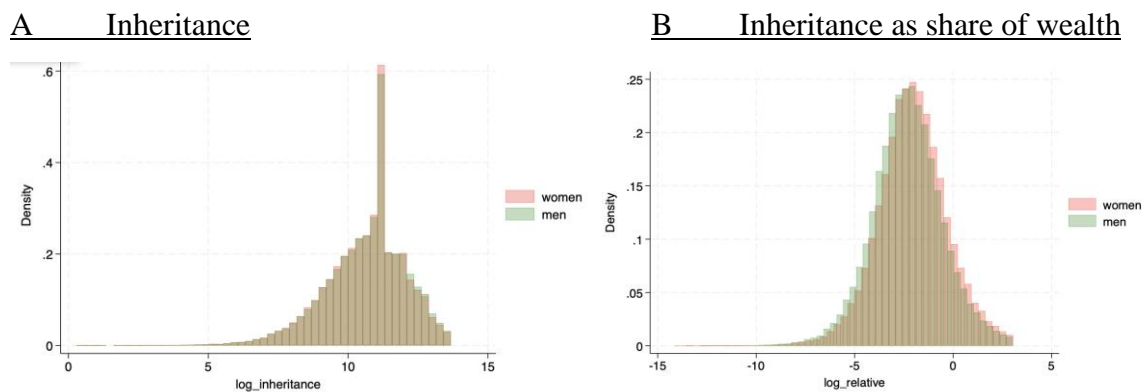 A Inheritance
.6
.4
.2
0
Density
0 5 10 15
log_inheritance
women
men
B Inheritance as share of wealth
.25
.2
.15
.1
.05
0
Density
-15 -10 -5 0 5
log_relative
women
men